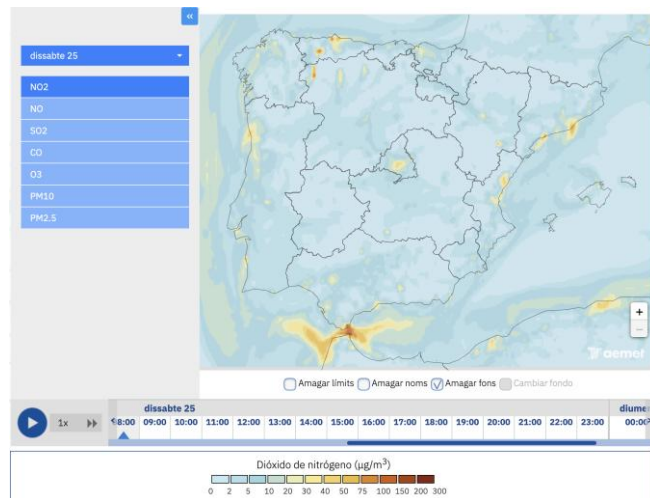 «
dissabte 25
NO2
NO
SO2
CO
O3
PM10
PM2.5
+
−
aemet
Amagar límits Amagar noms Amagar fons Cambiar fondo
dissabte 25 diume
1x 8:00 09:00 10:00 11:00 12:00 13:00 14:00 15:00 16:00 17:00 18:00 19:00 20:00 21:00 22:00 23:00 00:00
Dióxido de nitrógeno (μg/m³)
0 2 5 10 20 30 40 50 75 100 150 200 300